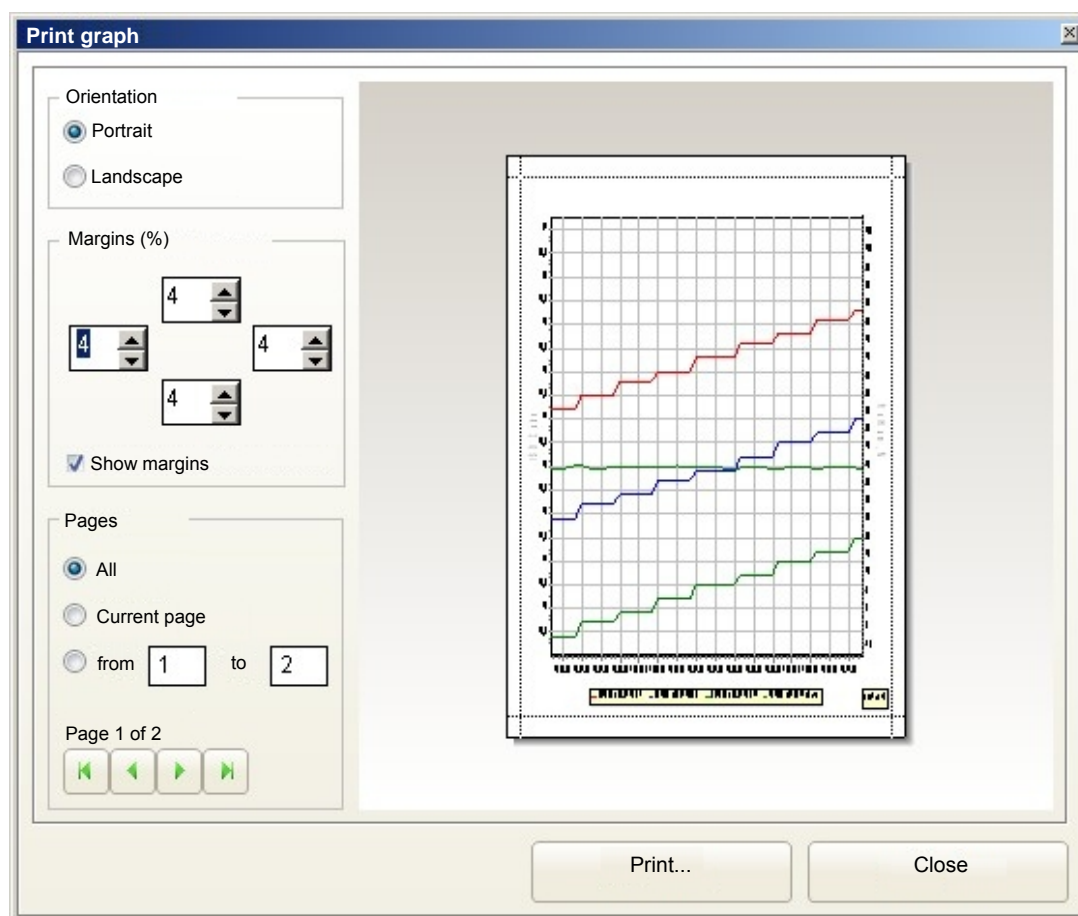 Print graph
Orientation
Portrait
Landscape
Margins (%)
4
4
4
4
Show margins
Pages
All
Current page
from 1 to 2
Page 1 of 2
Print...
Close